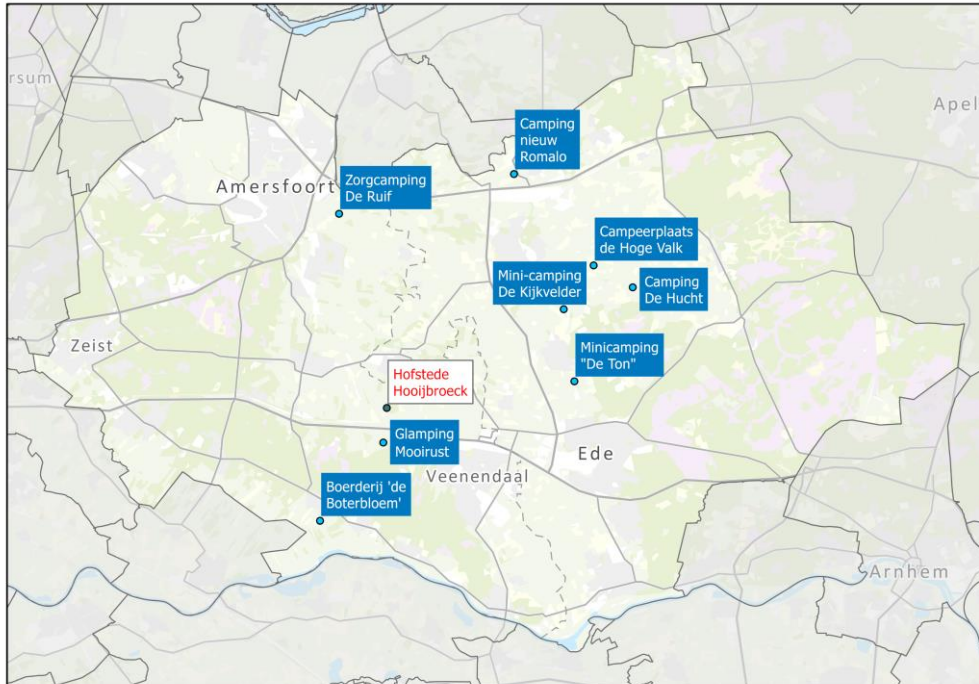 rsum
Apel
Camping
nieuw
Romalo
Amersfoort
Zorgcamping
De Ruif
Campeerplaats
de Hoge Valk
Mini-camping
De Kijkvelder
Camping
De Hucht
Zeist
Minicamping
"De Ton"
Hofstede
Hooijbroeck
Glamping
Mooirust
Ede
Veenendaal
Boerderij 'de
Boterbloem'
Arnhem